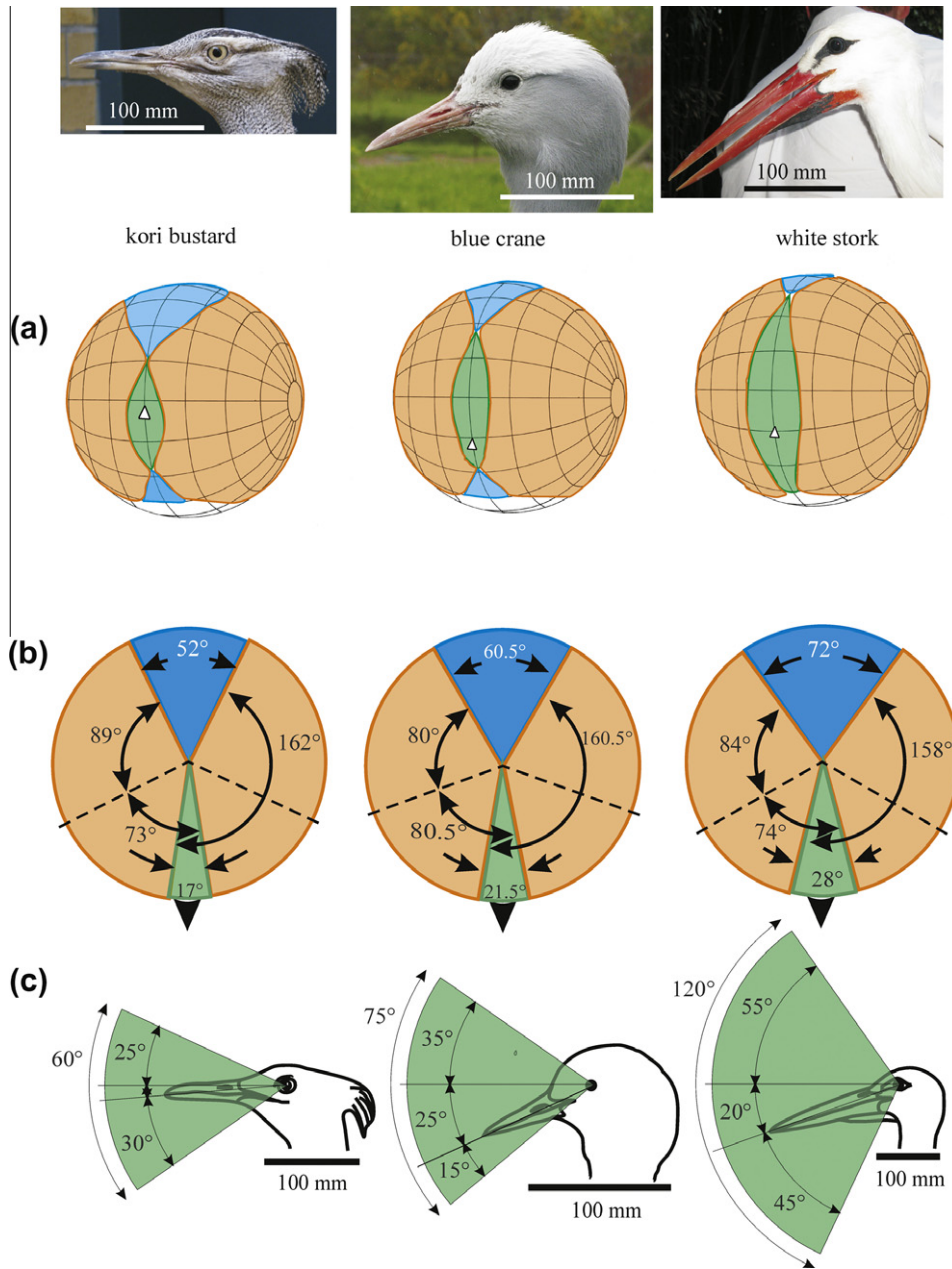 100 mm
100 mm
100 mm
kori bustard
blue crane
white stork
(a)
(b)
52°
89°
162°
73°
17°
60.5°
80°
160.5°
80.5°
21.5°
72°
84°
158°
74°
28°
(c)
60°
25°
30°
100 mm
75°
35°
25°
15°
100 mm
120°
55°
20°
45°
100 mm